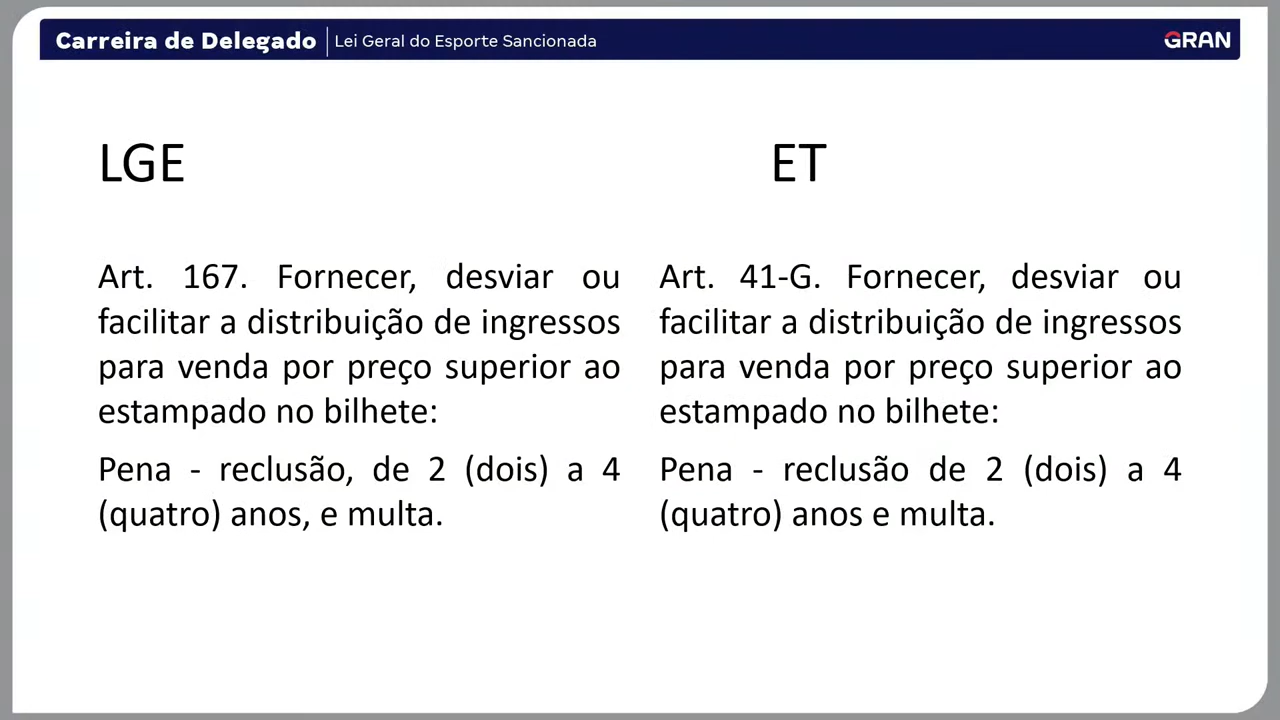 Carreira de Delegado | Lei Geral do Esporte Sancionada
GRAN
LGE
Art. 167. Fornecer, desviar ou
facilitar a distribuição de ingressos
para venda por preço superior ao
estampado no bilhete:
Pena - reclusão, de 2 (dois) a 4
(quatro) anos, e multa.
ET
Art. 41-G. Fornecer, desviar ou
facilitar a distribuição de ingressos
para venda por preço superior ao
estampado no bilhete:
Pena - reclusão de 2 (dois) a 4
(quatro) anos e multa.